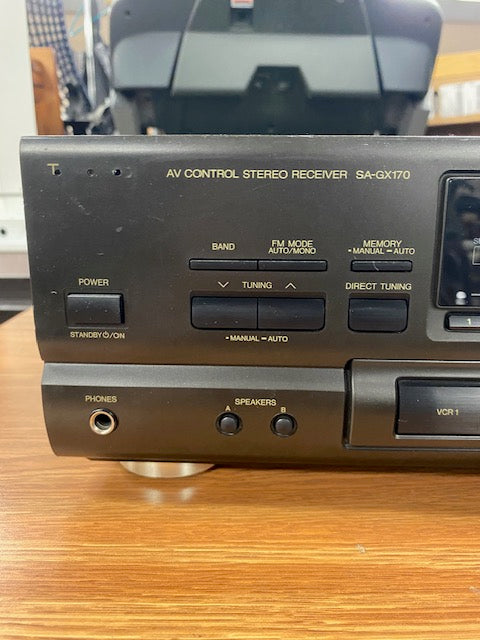 T
AV CONTROL STEREO RECEIVER SA-GX170
BAND
FM MODE
AUTO/MONO
MEMORY
-MANUAL -AUTO
TUNING
DIRECT TUNING
-MANUAL -AUTO
POWER
STANDBY⏻/ON
1
PHONES
SPEAKERS
A
B
VCR 1